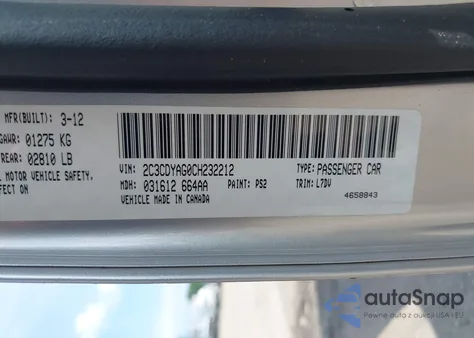 MFR(BUILT): 3-12
GAWR: 01275 KG
REAR: 02810 LB
L MOTOR VEHICLE SAFETY.
FECT ON
VIN: 2C3CDYAG0CH232212
TYPE: PASSENGER CAR
MDH: 031612 664AA
PAINT: PS2
TRIM: L7DV
VEHICLE MADE IN CANADA
4658843
autoSnap
Pewne auta z aukcji USA i EU